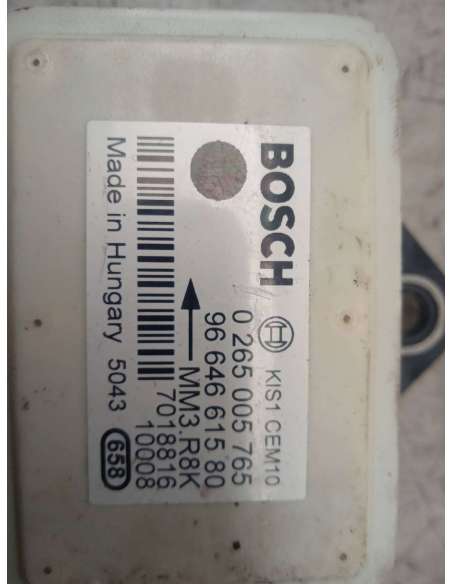 BOSCH KIS1 CEM10
0 265 005 765
96 646 615 80
MM3.R8K
7018816
10008
Made in Hungary 5043 658